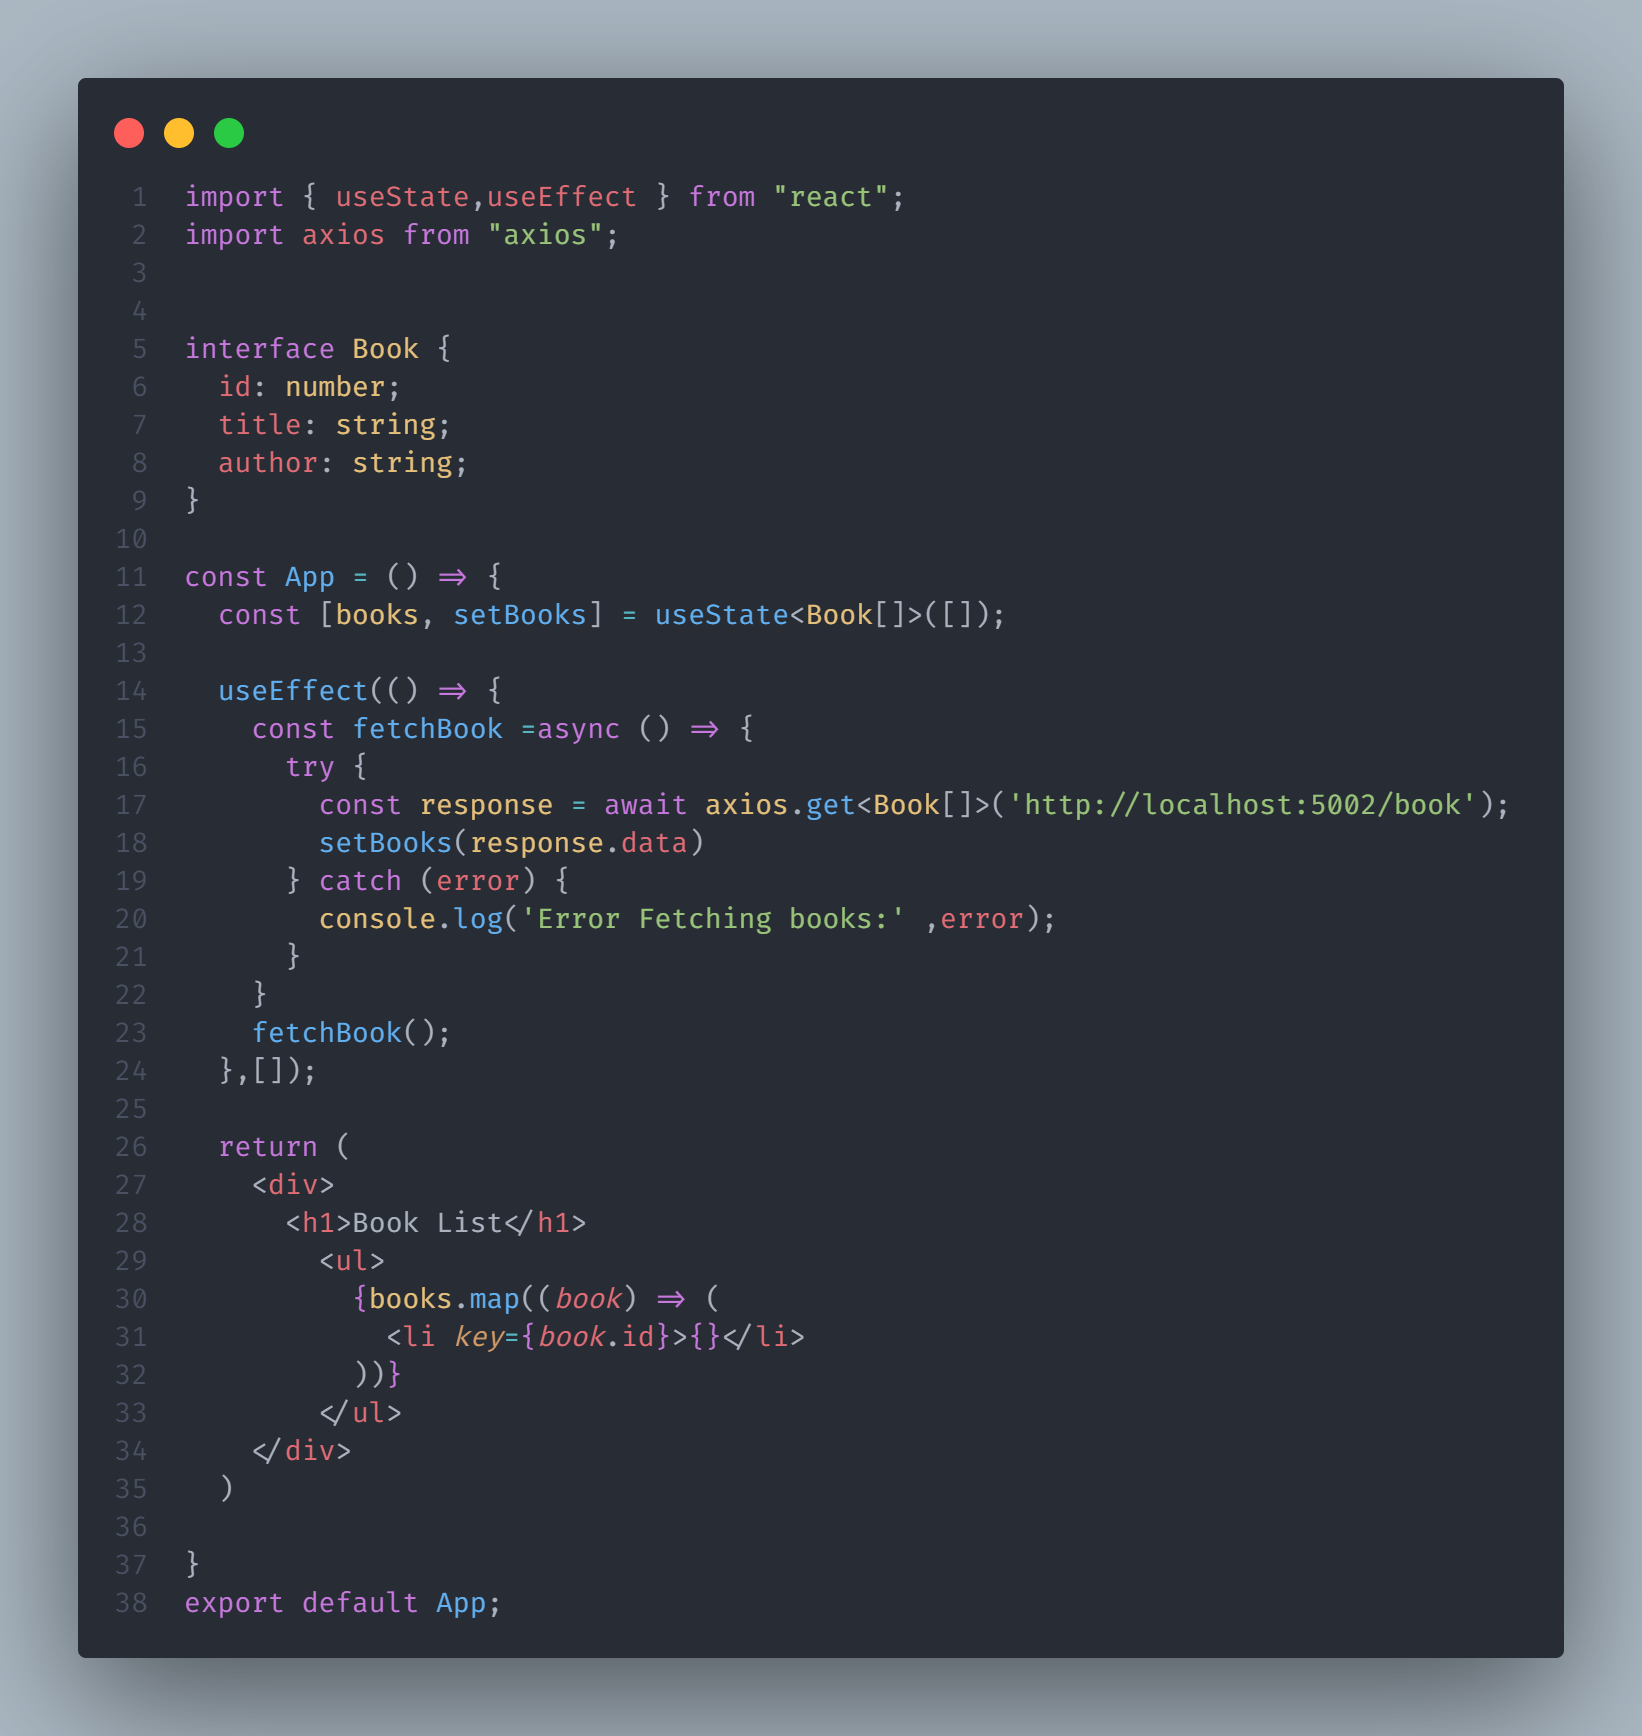 1 import { useState,useEffect } from "react";
2 import axios from "axios";
3
4
5 interface Book {
6   id: number;
7   title: string;
8   author: string;
9 }
10
11 const App = () => {
12   const [books, setBooks] = useState<Book[]>([]);
13
14   useEffect(() => {
15     const fetchBook =async () => {
16       try {
17         const response = await axios.get<Book[]>('http://localhost:5002/book');
18         setBooks(response.data)
19       } catch (error) {
20         console.log('Error Fetching books:' ,error);
21       }
22     }
23     fetchBook();
24   },[]);
25
26   return (
27     <div>
28       <h1>Book List</h1>
29         <ul>
30           {books.map((book) => (
31             <li key={book.id}>{}</li>
32           ))}
33         </ul>
34     </div>
35   )
36
37 }
38 export default App;